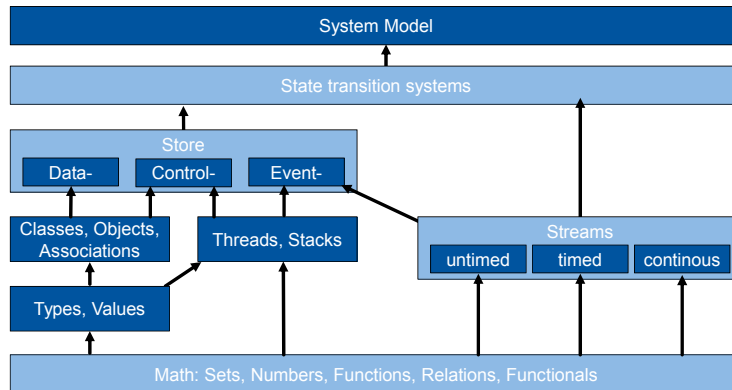 System Model
State transition systems
Store
Data-
Control-
Event-
Classes, Objects,
Associations
Threads, Stacks
Streams
untimed
timed
continous
Types, Values
Math: Sets, Numbers, Functions, Relations, Functionals